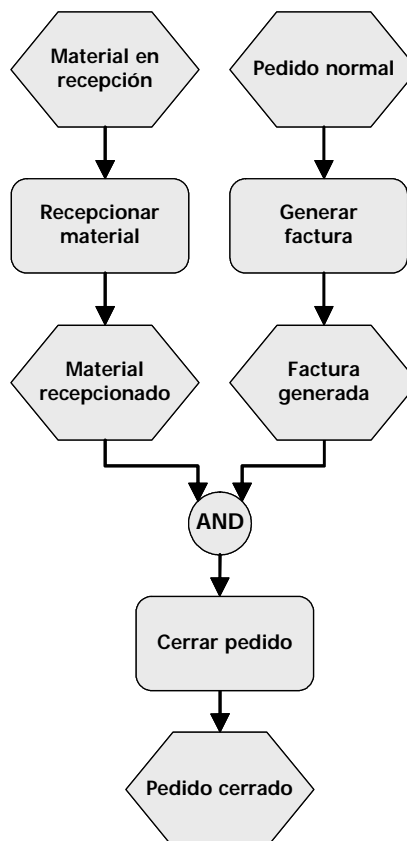 Material en
recepción
Pedido normal
Recepcionar
material
Generar
factura
Material
recepcionado
Factura
generada
AND
Cerrar pedido
Pedido cerrado